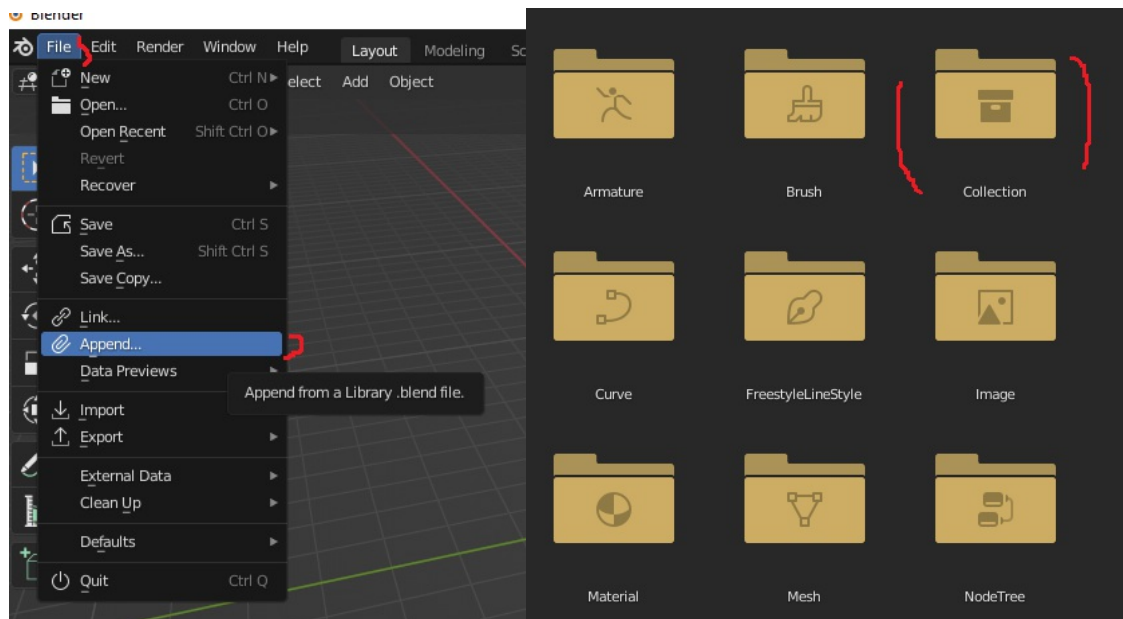 Blender
File Edit Render Window Help Layout Modeling
elect Add Object
New Ctrl N
Open... Ctrl O
Open Recent Shift Ctrl O
Revert
Recover
Save Ctrl S
Save As... Shift Ctrl S
Save Copy...
Link...
Append...
Data Previews
Append from a Library .blend file.
Import
Export
External Data
Clean Up
Defaults
Quit Ctrl Q
Armature Brush Collection
Curve FreestyleLineStyle Image
Material Mesh NodeTree